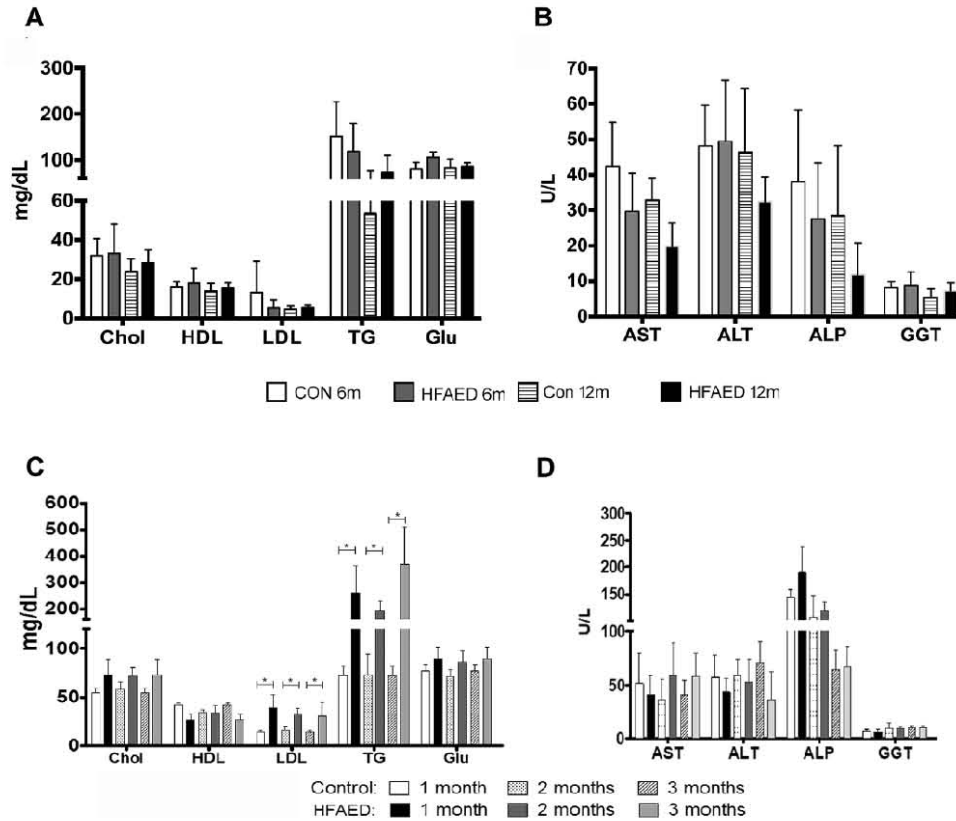 A
B
300
200
100
60
40
20
0
mg/dL
Chol HDL LDL TG Glu
70
60
50
40
30
20
10
0
U/L
AST ALT ALP GGT
CON 6m HFAED 6m Con 12m HFAED 12m
C
D
600
500
400
300
200
100
50
0
mg/dL
* * * * * *
Chol HDL LDL TG Glu
300
250
200
150
100
50
0
U/L
AST ALT ALP GGT
Control: 1 month 2 months 3 months
HFAED: 1 month 2 months 3 months